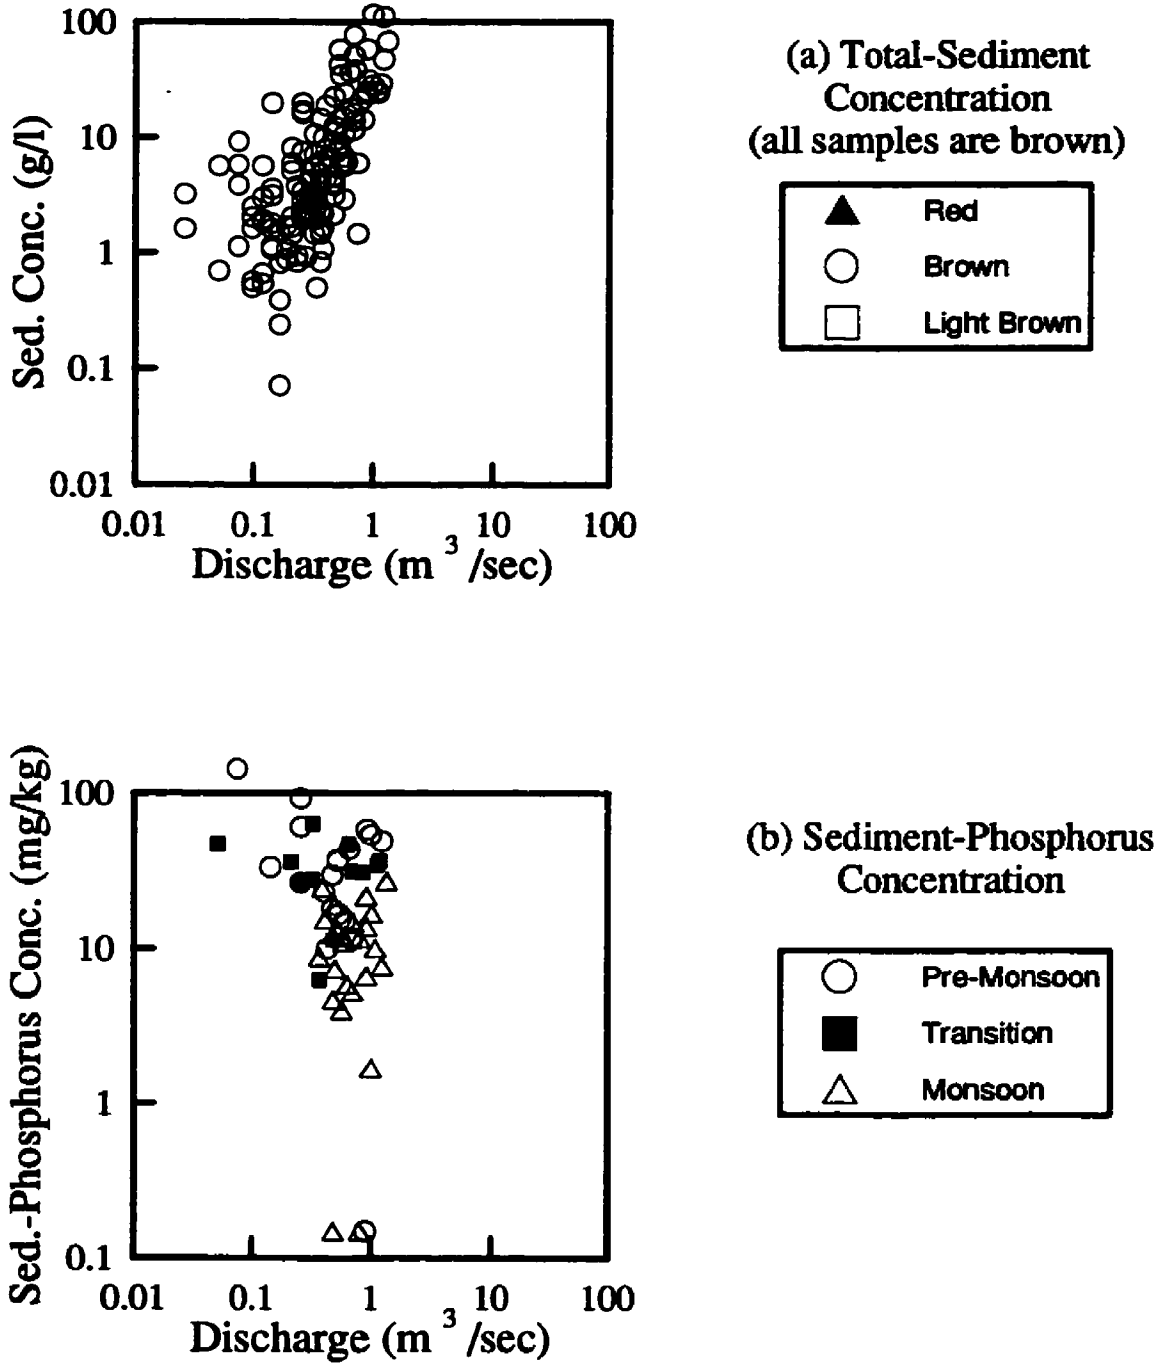 100
10
1
0.1
0.01
Sed. Conc. (g/l)
0.01 0.1 1 10 100
Discharge (m 3 /sec)
(a) Total-Sediment
Concentration
(all samples are brown)
Red
Brown
Light Brown
100
10
1
0.1
Sed.-Phosphorus Conc. (mg/kg)
0.01 0.1 1 10 100
Discharge (m 3 /sec)
(b) Sediment-Phosphorus
Concentration
Pre-Monsoon
Transition
Monsoon